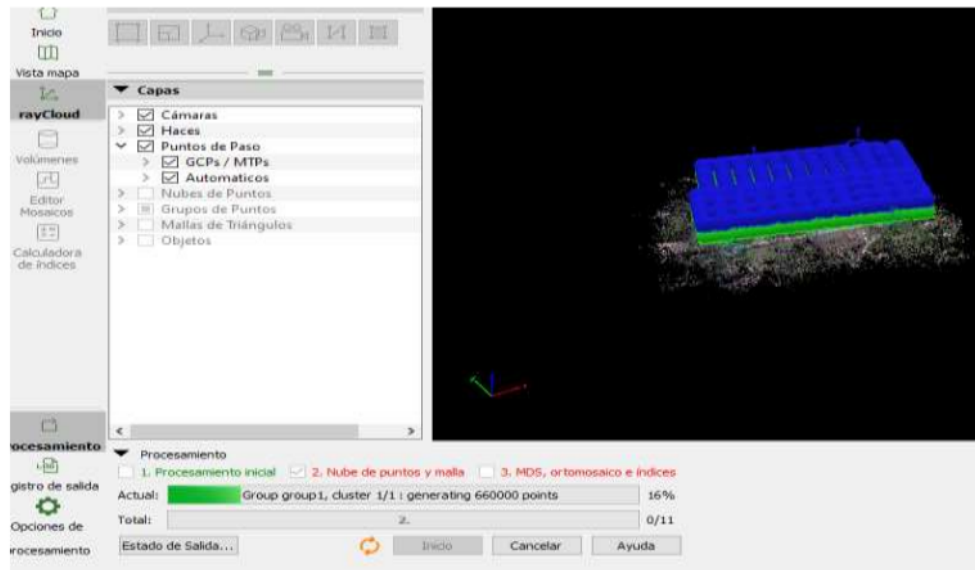 Inicio
Vista mapa
rayCloud
Volúmenes
Editor
Mosaicos
Calculadora
de índices
Capas
Cámaras
Haces
Puntos de Paso
GCPs / MTPs
Automaticos
Nubes de Puntos
Grupos de Puntos
Mallas de Triángulos
Objetos
ocesamiento
gistro de salida
Opciones de
rocesamiento
Procesamiento
1. Procesamiento inicial 2. Nube de puntos y malla 3. MDS, ortomosaico e índices
Actual: Group group1, cluster 1/1 : generating 660000 points 16%
Total: 2. 0/11
Estado de Salida... Inicio Cancelar Ayuda